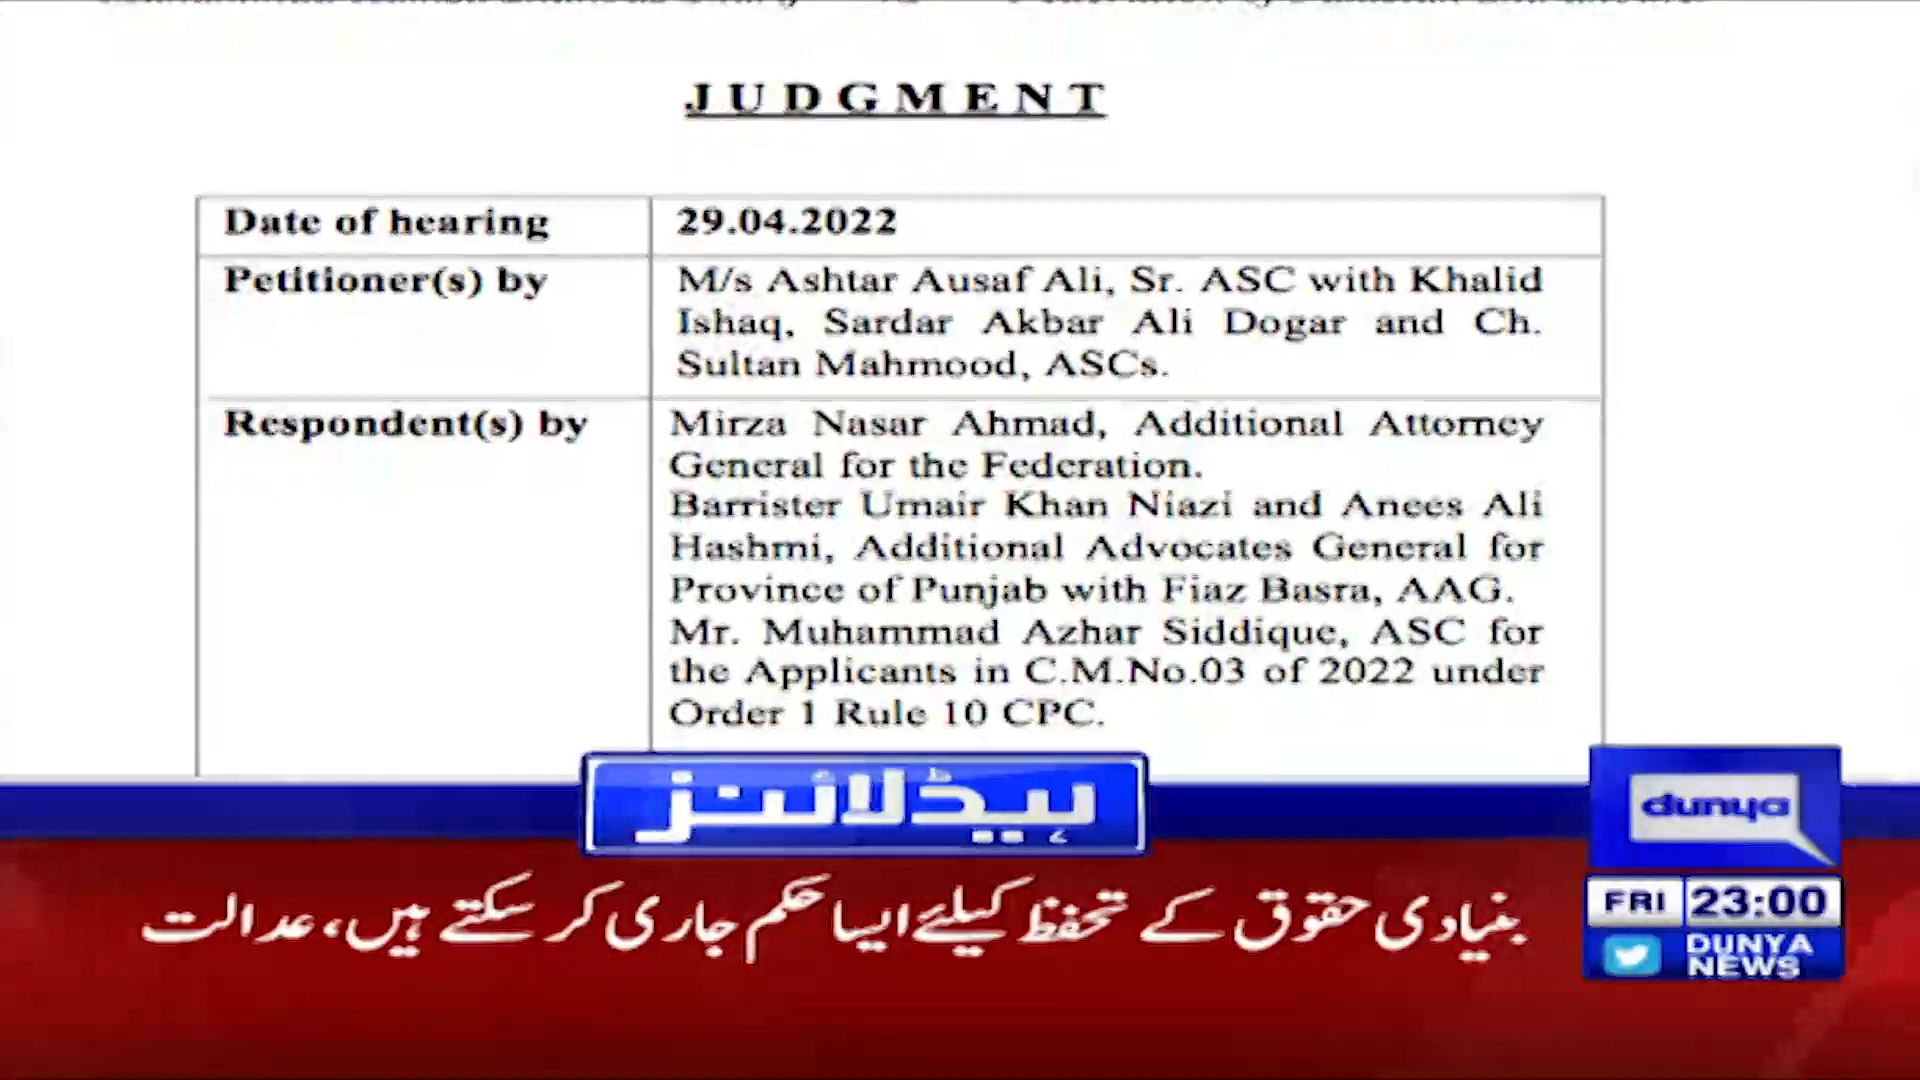 JUDGMENT
Date of hearing 29.04.2022
Petitioner(s) by M/s Ashtar Ausaf Ali, Sr. ASC with Khalid
Ishaq, Sardar Akbar Ali Dogar and Ch.
Sultan Mahmood, ASCs.
Respondent(s) by Mirza Nasar Ahmad, Additional Attorney
General for the Federation.
Barrister Umair Khan Niazi and Anees Ali
Hashmi, Additional Advocates General for
Province of Punjab with Fiaz Basra, AAG.
Mr. Muhammad Azhar Siddique, ASC for
the Applicants in C.M.No.03 of 2022 under
Order 1 Rule 10 CPC.
ہیڈلائنز
dunya
بنیادی حقوق کے تحفظ کیلئے ایسا حکم جاری کر سکتے ہیں، عدالت
FRI 23:00
DUNYA
NEWS